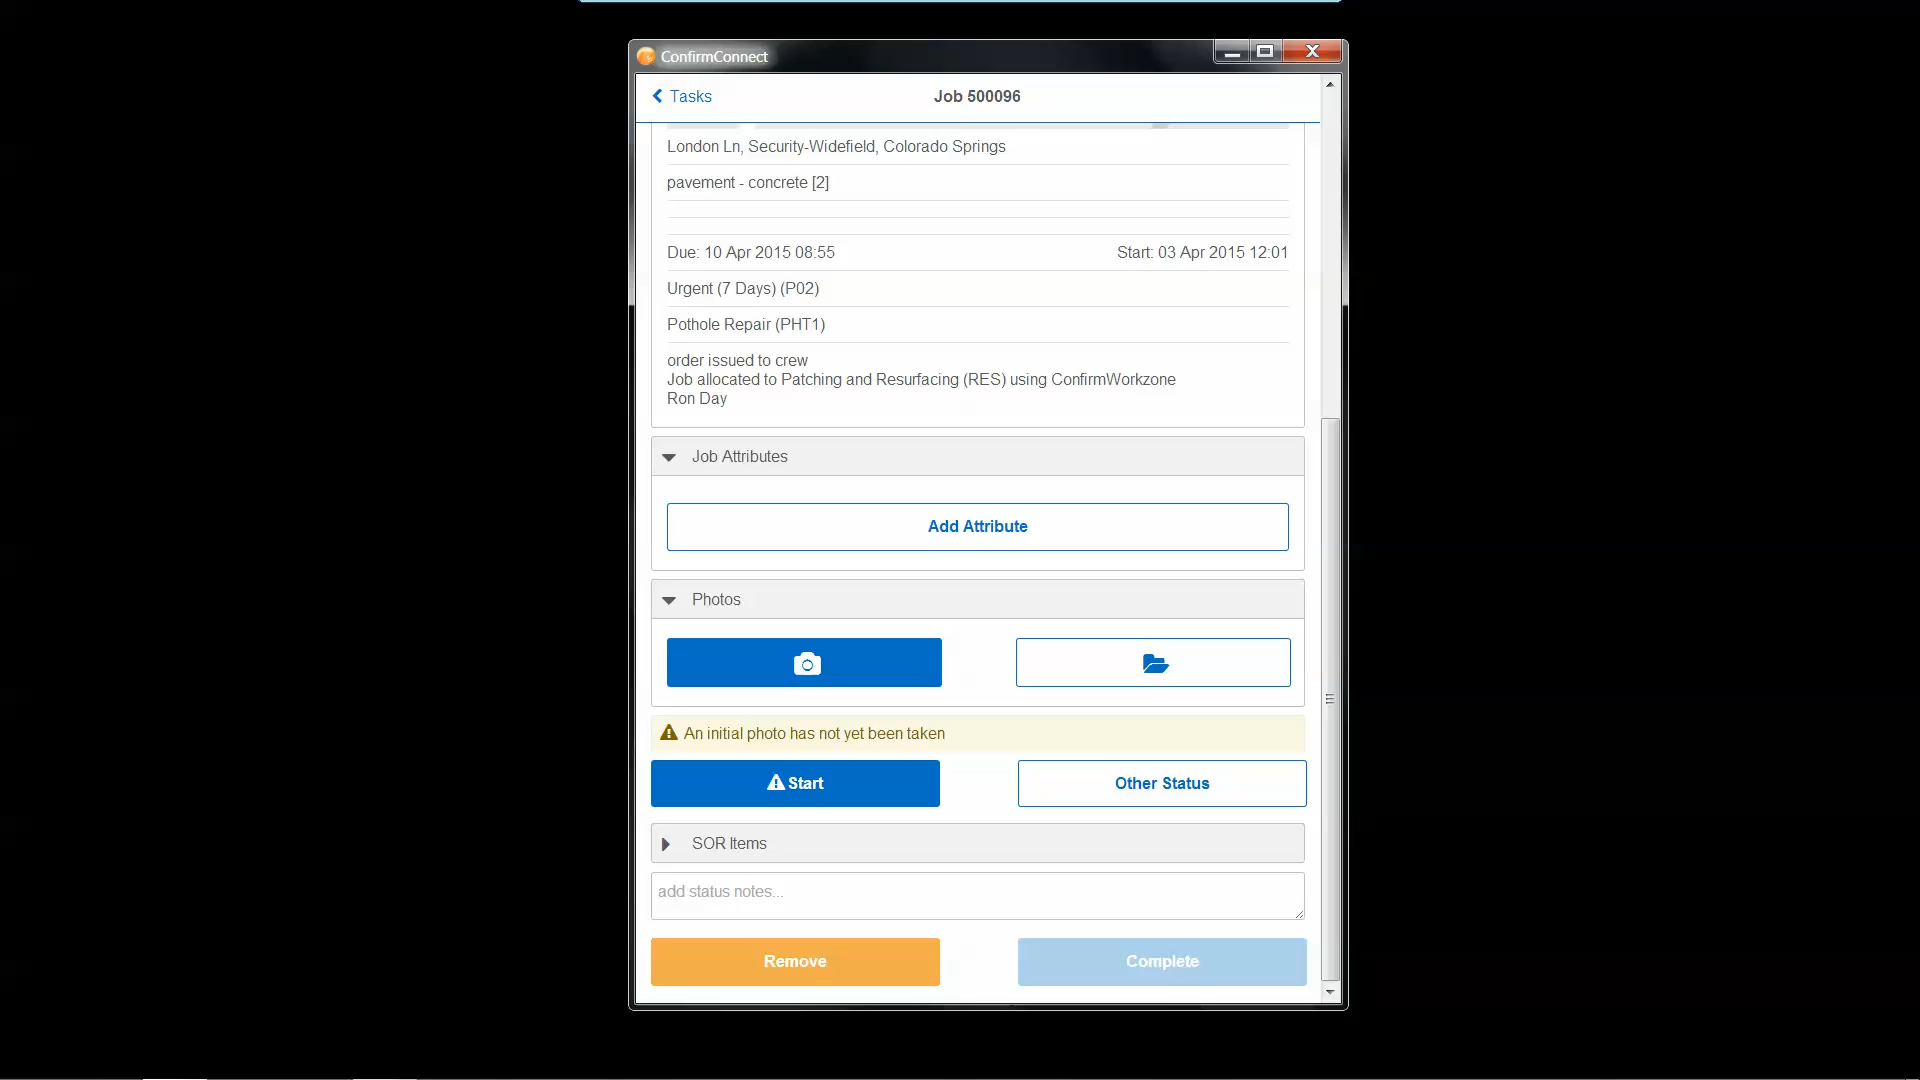 ConfirmConnect
Tasks
Job 500096
London Ln, Security-Widefield, Colorado Springs
pavement - concrete [2]
Due: 10 Apr 2015 08:55
Start: 03 Apr 2015 12:01
Urgent (7 Days) (P02)
Pothole Repair (PHT1)
order issued to crew
Job allocated to Patching and Resurfacing (RES) using ConfirmWorkzone
Ron Day
Job Attributes
Add Attribute
Photos
An initial photo has not yet been taken
Start
Other Status
SOR Items
add status notes...
Remove
Complete